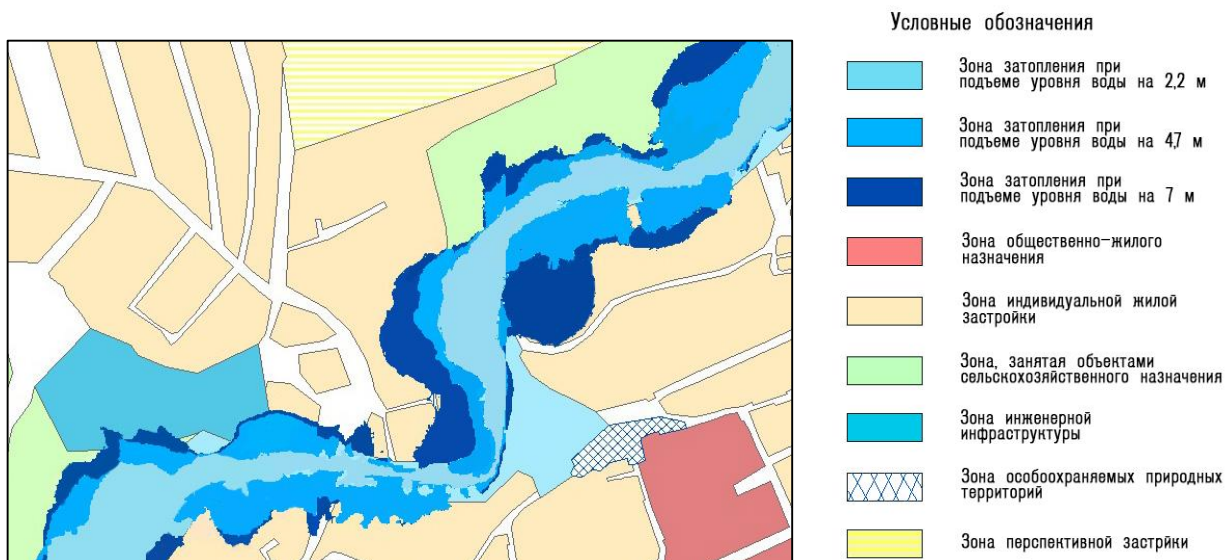 Условные обозначения
Зона затопления при
подъеме уровня воды на 2,2 м
Зона затопления при
подъеме уровня воды на 4,7 м
Зона затопления при
подъеме уровня воды на 7 м
Зона общественно-жилого
назначения
Зона индивидуальной жилой
застройки
Зона, занятая объектами
сельскохозяйственного назначения
Зона инженерной
инфраструктуры
Зона особоохраняемых природных
территорий
Зона перспективной застрйки